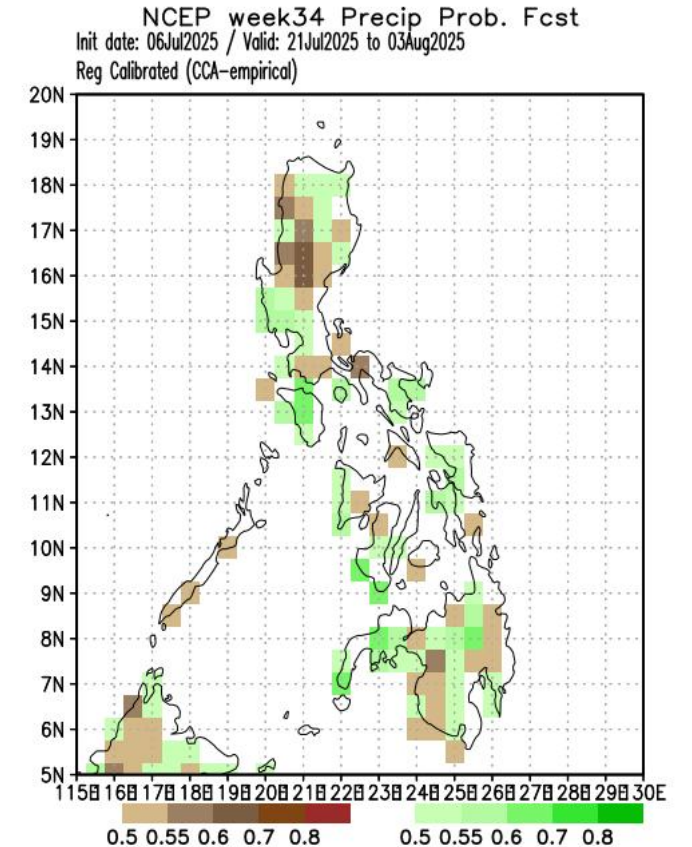 NCEP week34 Precip Prob. Fcst
Init date: 06Jul2025 / Valid: 21Jul2025 to 03Aug2025
Reg Calibrated (CCA-empirical)
20N
19N
18N
17N
16N
15N
14N
13N
12N
11N
10N
9N
8N
7N
6N
5N
115E 116E 117E 118E 119E 120E 121E 122E 123E 124E 125E 126E 127E 128E 129E 130E
0.5 0.55 0.6 0.7 0.8 0.5 0.55 0.6 0.7 0.8